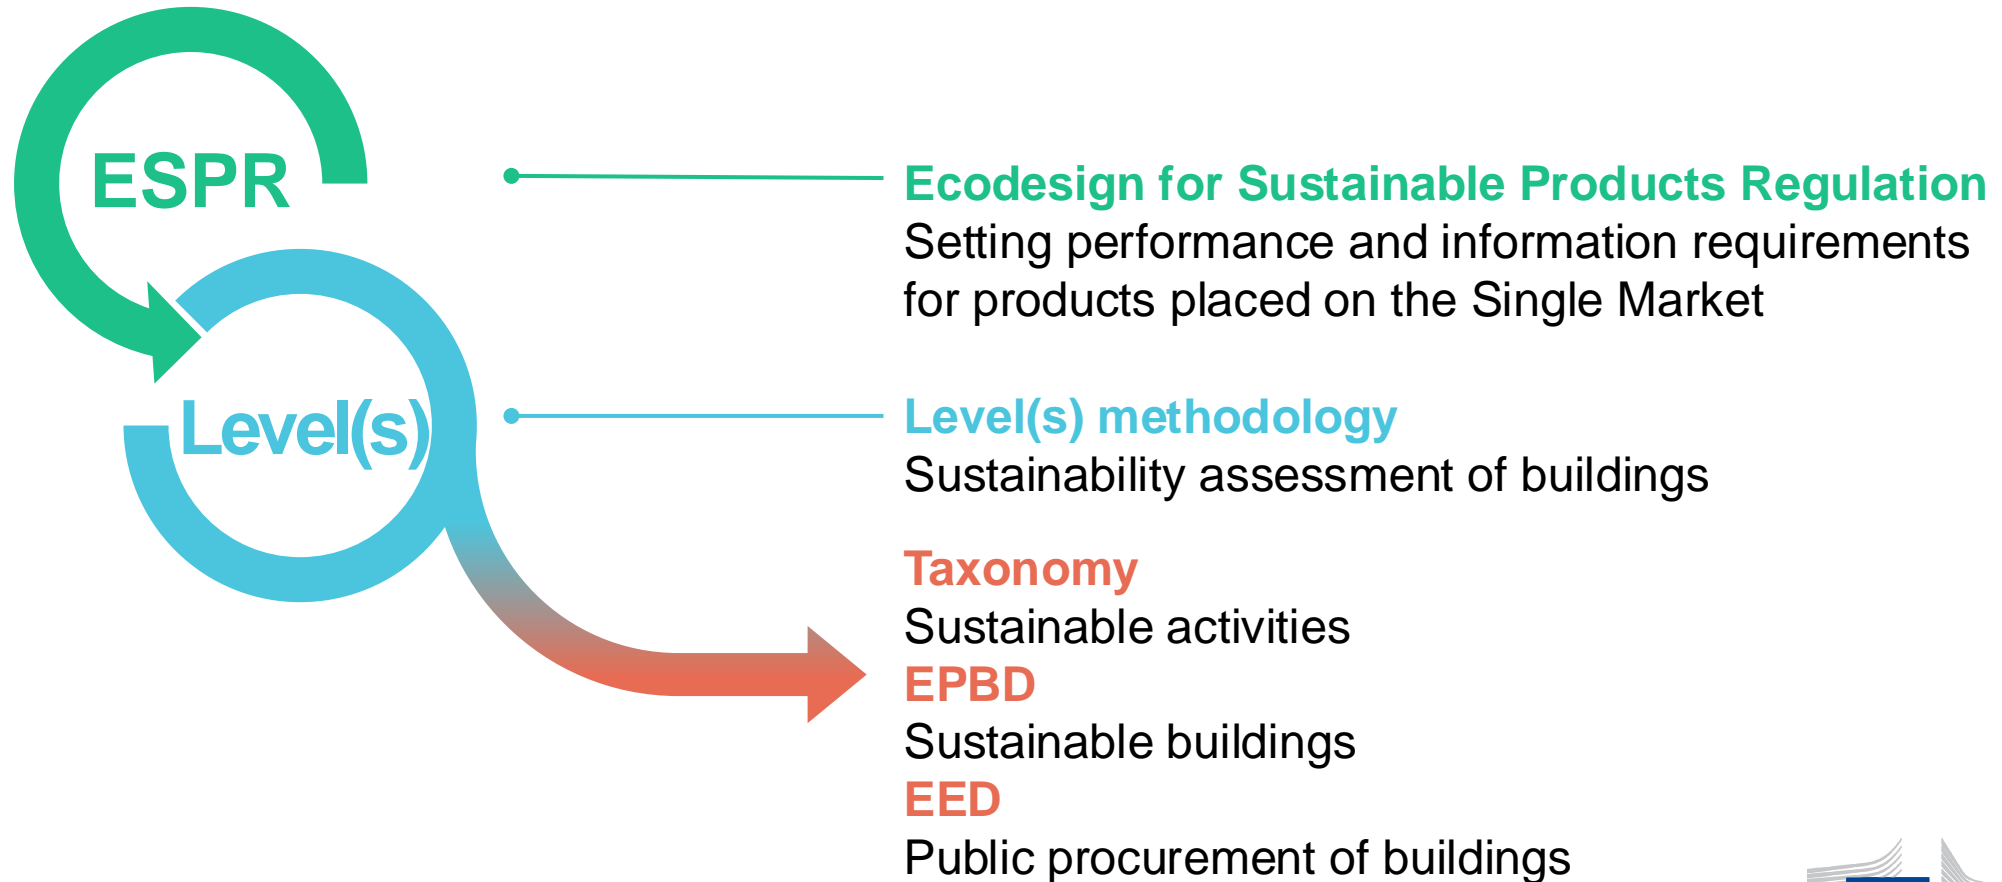 ESPR
Ecodesign for Sustainable Products Regulation
Setting performance and information requirements
for products placed on the Single Market
Level(s)
Level(s) methodology
Sustainability assessment of buildings
Taxonomy
Sustainable activities
EPBD
Sustainable buildings
EED
Public procurement of buildings